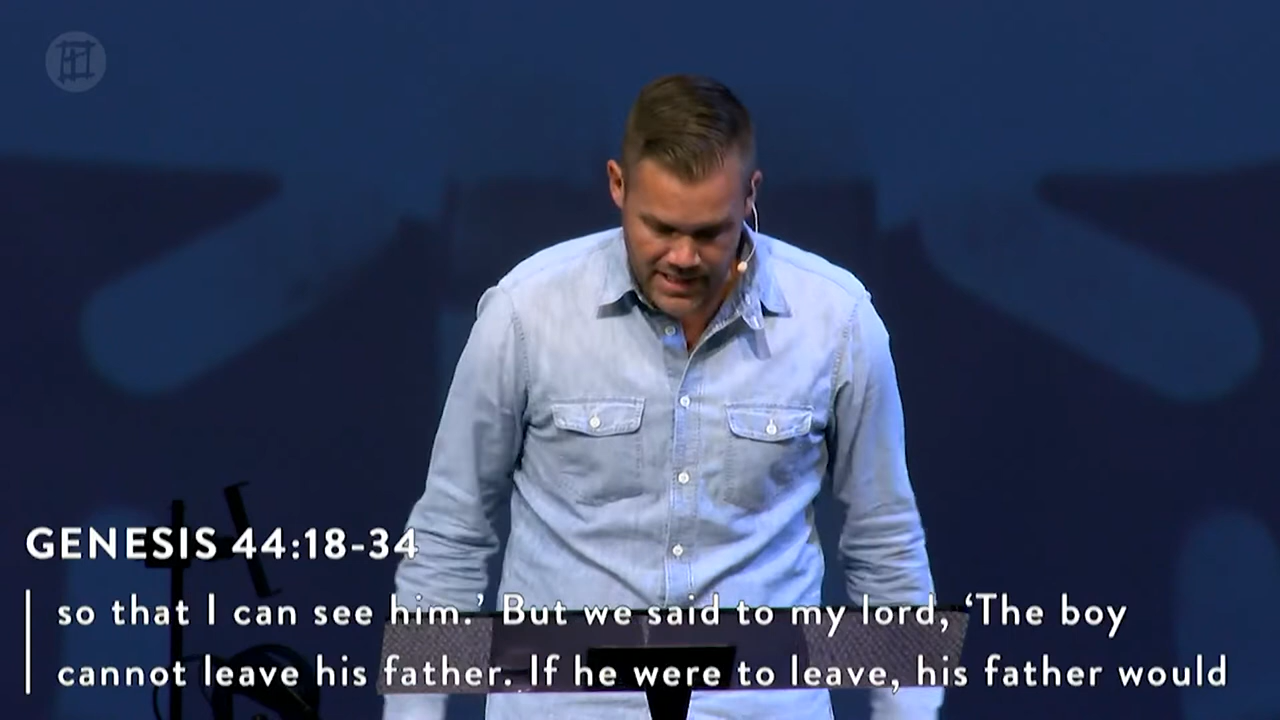 GENESIS 44:18-34
so that I can see him.’ But we said to my lord, ‘The boy
cannot leave his father. If he were to leave, his father would